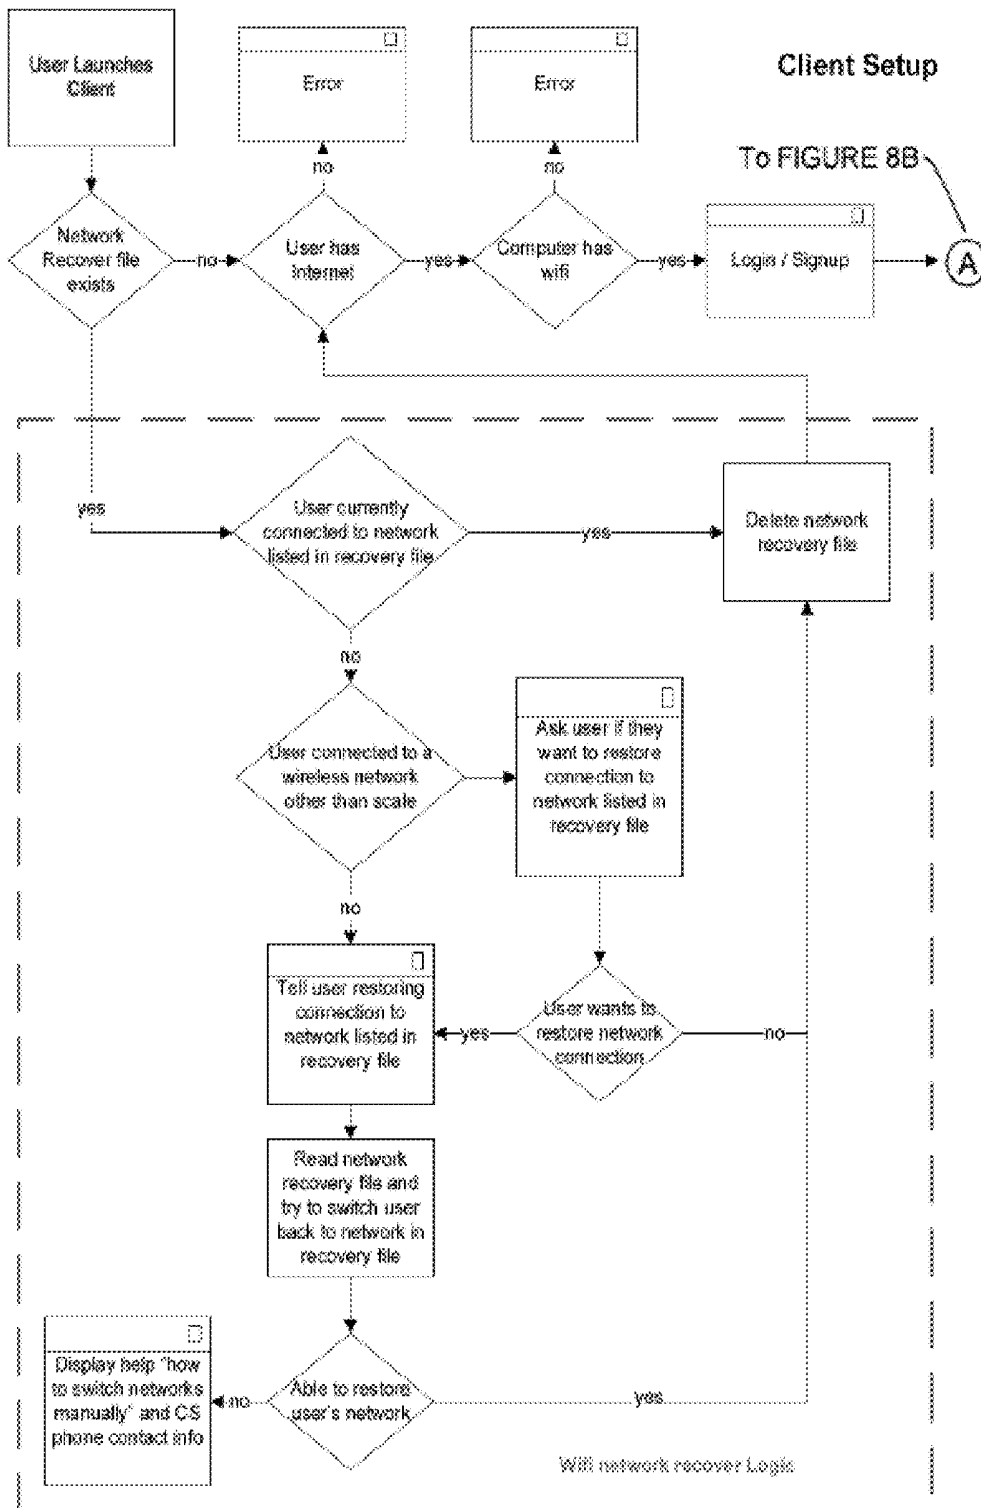 User Launches
Client
Error
Error
Client Setup
no
no
To FIGURE 8B
Network
Recover file
exists
no
User has
Internet
yes
Computer has
wifi
yes
Login / Signup
A
yes
User currently
connected to network
listed in recovery file
yes
Delete network
recovery file
no
User connected to a
wireless network
other than scale
Ask user if they
want to restore
connection to
network listed in
recovery file
no
Tell user restoring
connection to
network listed in
recovery file
yes
User wants to
restore network
connection
no
Read network
recovery file and
try to switch user
back to network in
recovery file
Display help "how
to switch networks
manually" and CS
phone contact info
no
Able to restore
user's network
yes
Wifi network recover Logic